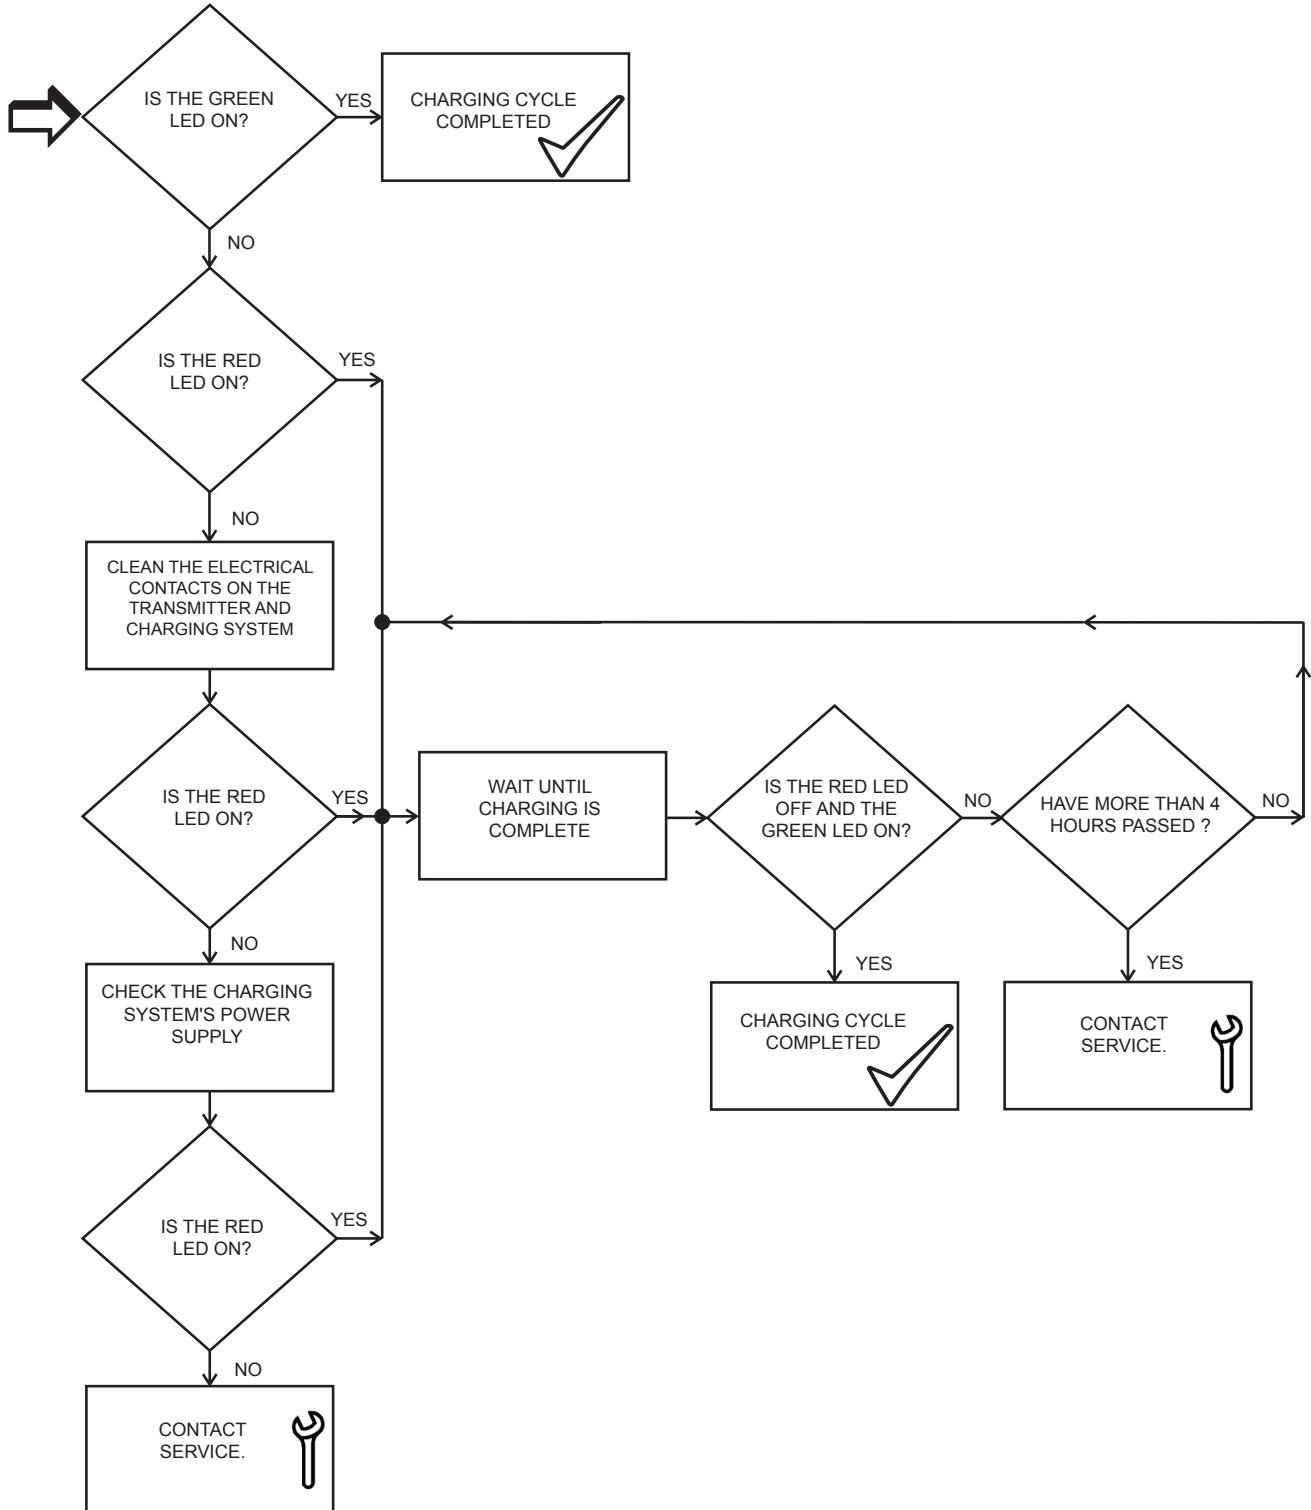 IS THE GREEN
LED ON?
YES
CHARGING CYCLE
COMPLETED
NO
IS THE RED
LED ON?
YES
NO
CLEAN THE ELECTRICAL
CONTACTS ON THE
TRANSMITTER AND
CHARGING SYSTEM
IS THE RED
LED ON?
YES
WAIT UNTIL
CHARGING IS
COMPLETE
IS THE RED LED
OFF AND THE
GREEN LED ON?
NO
HAVE MORE THAN 4
HOURS PASSED ?
NO
NO
YES
YES
CHECK THE CHARGING
SYSTEM'S POWER
SUPPLY
CHARGING CYCLE
COMPLETED
CONTACT
SERVICE.
IS THE RED
LED ON?
YES
NO
CONTACT
SERVICE.